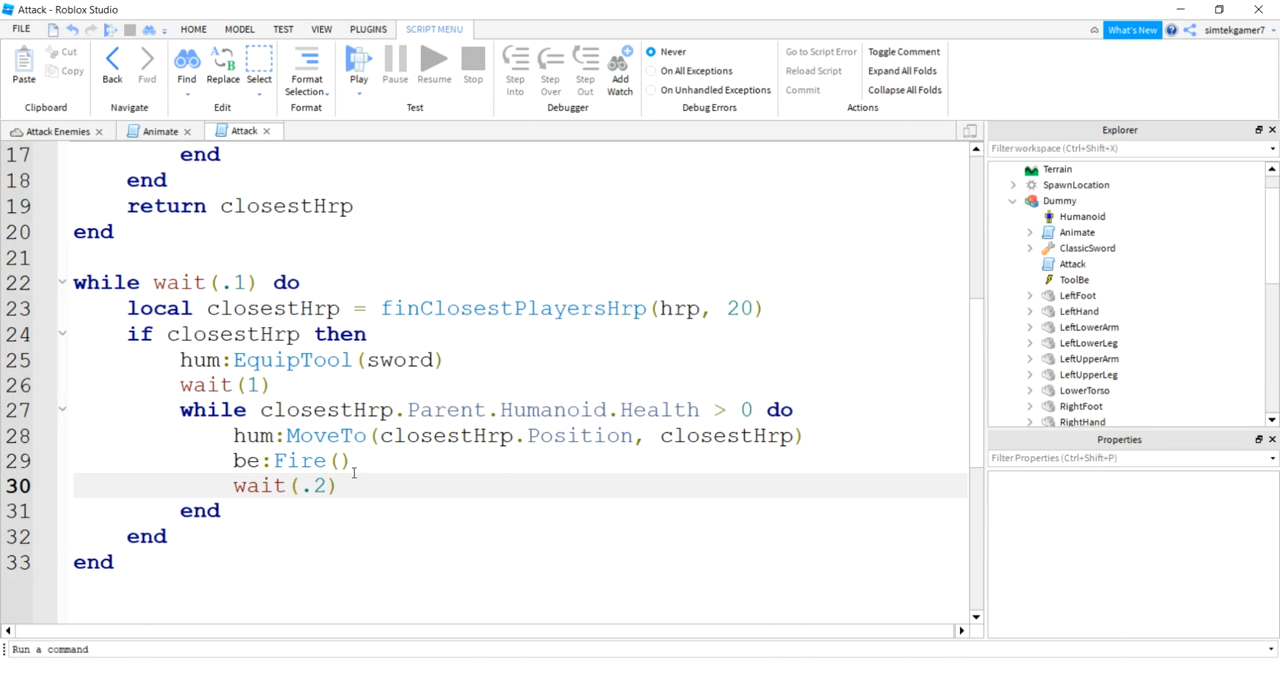 Attack - Roblox Studio
FILE HOME MODEL TEST VIEW PLUGINS SCRIPT MENU What's New simtekgamer7
Paste Cut Copy Back Fwd Find Replace Select Format Selection Play Pause Resume Stop Step Into Step Over Step Out Add Watch
Never
On All Exceptions
On Unhandled Exceptions
Go to Script Error
Reload Script
Commit
Toggle Comment
Expand All Folds
Collapse All Folds
Clipboard Navigate Edit Format Test Debugger Debug Errors Actions
Attack Enemies Animate Attack
17 end
18 end
19 return closestHrp
20 end
21
22 while wait(.1) do
23 local closestHrp = finClosestPlayersHrp(hrp, 20)
24 if closestHrp then
25 hum:EquipTool(sword)
26 wait(1)
27 while closestHrp.Parent.Humanoid.Health > 0 do
28 hum:MoveTo(closestHrp.Position, closestHrp)
29 be:Fire()
30 wait(.2)
31 end
32 end
33 end
Explorer
Filter workspace (Ctrl+Shift+X)
Terrain
SpawnLocation
Dummy
Humanoid
Animate
ClassicSword
Attack
ToolBe
LeftFoot
LeftHand
LeftLowerArm
LeftLowerLeg
LeftUpperArm
LeftUpperLeg
LowerTorso
RightFoot
RightHand
Properties
Filter Properties (Ctrl+Shift+P)
Run a command